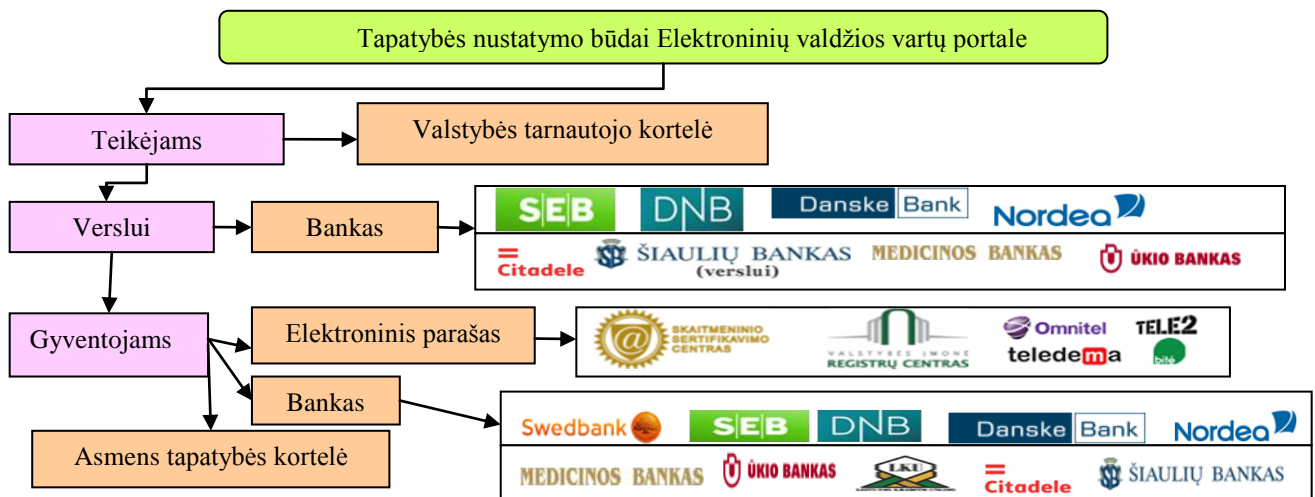 Tapatybės nustatymo būdai Elektroninių valdžios vartų portale
Teikėjams
Valstybės tarnautojo kortelė
Verslui
Bankas
SEB
DNB
Danske Bank
Nordea
Citadele
ŠIAULIŲ BANKAS
(verslui)
MEDICINOS BANKAS
ŪKIO BANKAS
Gyventojams
Elektroninis parašas
@
SKAITMENINIO
SERTIFIKAVIMO
CENTRAS
VALSTYBĖS ĮMONĖ
REGISTRŲ CENTRAS
Omnitel
TELE2
teledema
bitė
Bankas
Swedbank
SEB
DNB
Danske Bank
Nordea
MEDICINOS BANKAS
ŪKIO BANKAS
LKU
Citadele
ŠIAULIŲ BANKAS
Asmens tapatybės kortelė